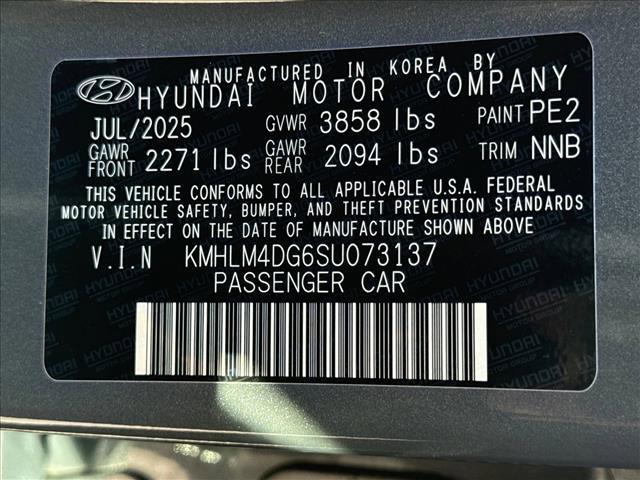 MANUFACTURED IN KOREA BY
HYUNDAI MOTOR COMPANY
JUL/2025 GVWR 3858 lbs PAINT PE2
GAWR FRONT 2271 lbs GAWR REAR 2094 lbs TRIM NNB
THIS VEHICLE CONFORMS TO ALL APPLICABLE U.S.A. FEDERAL
MOTOR VEHICLE SAFETY, BUMPER, AND THEFT PREVENTION STANDARDS
IN EFFECT ON THE DATE OF MANUFACTURE SHOWN ABOVE
V.I.N KMHLM4DG6SU073137
PASSENGER CAR